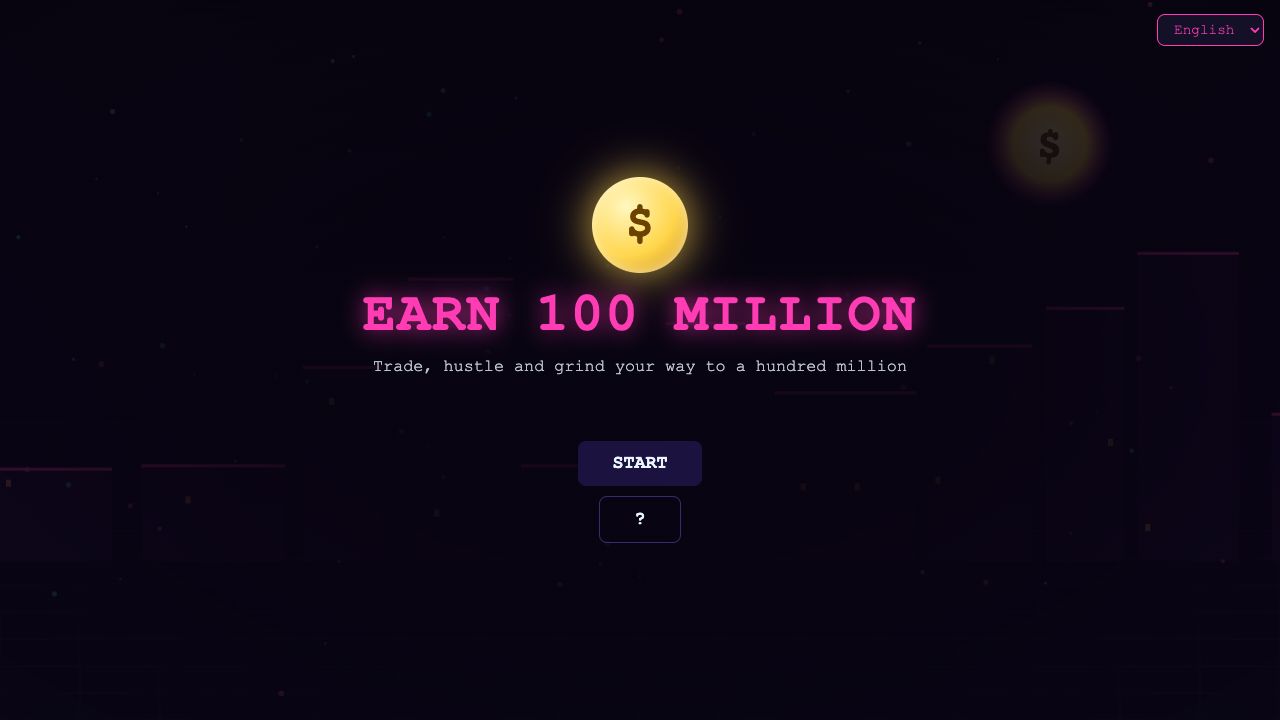 English
$
$
EARN 100 MILLION
Trade, hustle and grind your way to a hundred million
START
?